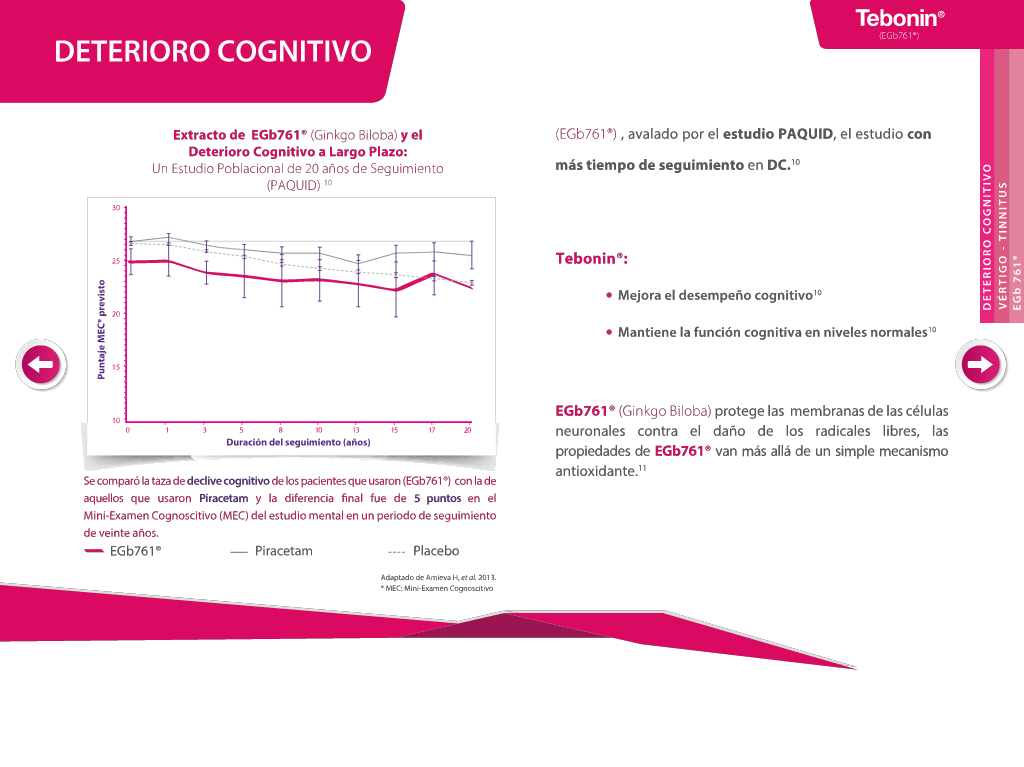 DETERIORO COGNITIVO
Tebonin®
(EGb761®)
Extracto de EGb761® (Ginkgo Biloba) y el
Deterioro Cognitivo a Largo Plazo:
Un Estudio Poblacional de 20 años de Seguimiento
(PAQUID) 10
30
25
20
15
10
Puntaje MEC* previsto
0 1 3 5 8 10 13 15 17 20
Duración del seguimiento (años)
Se comparó la taza de declive cognitivo de los pacientes que usaron (EGb761®) con la de
aquellos que usaron Piracetam y la diferencia final fue de 5 puntos en el
Mini-Examen Cognoscitivo (MEC) del estudio mental en un periodo de seguimiento
de veinte años.
EGb761® Piracetam Placebo
Adaptado de Amieva H, et al. 2013.
* MEC: Mini-Examen Cognoscitivo
(EGb761®) , avalado por el estudio PAQUID, el estudio con
más tiempo de seguimiento en DC.10
Tebonin®:
• Mejora el desempeño cognitivo10
• Mantiene la función cognitiva en niveles normales10
EGb761® (Ginkgo Biloba) protege las membranas de las células
neuronales contra el daño de los radicales libres, las
propiedades de EGb761® van más allá de un simple mecanismo
antioxidante.11
DETERIORO COGNITIVO
VÉRTIGO - TINNITUS
EGb 761®